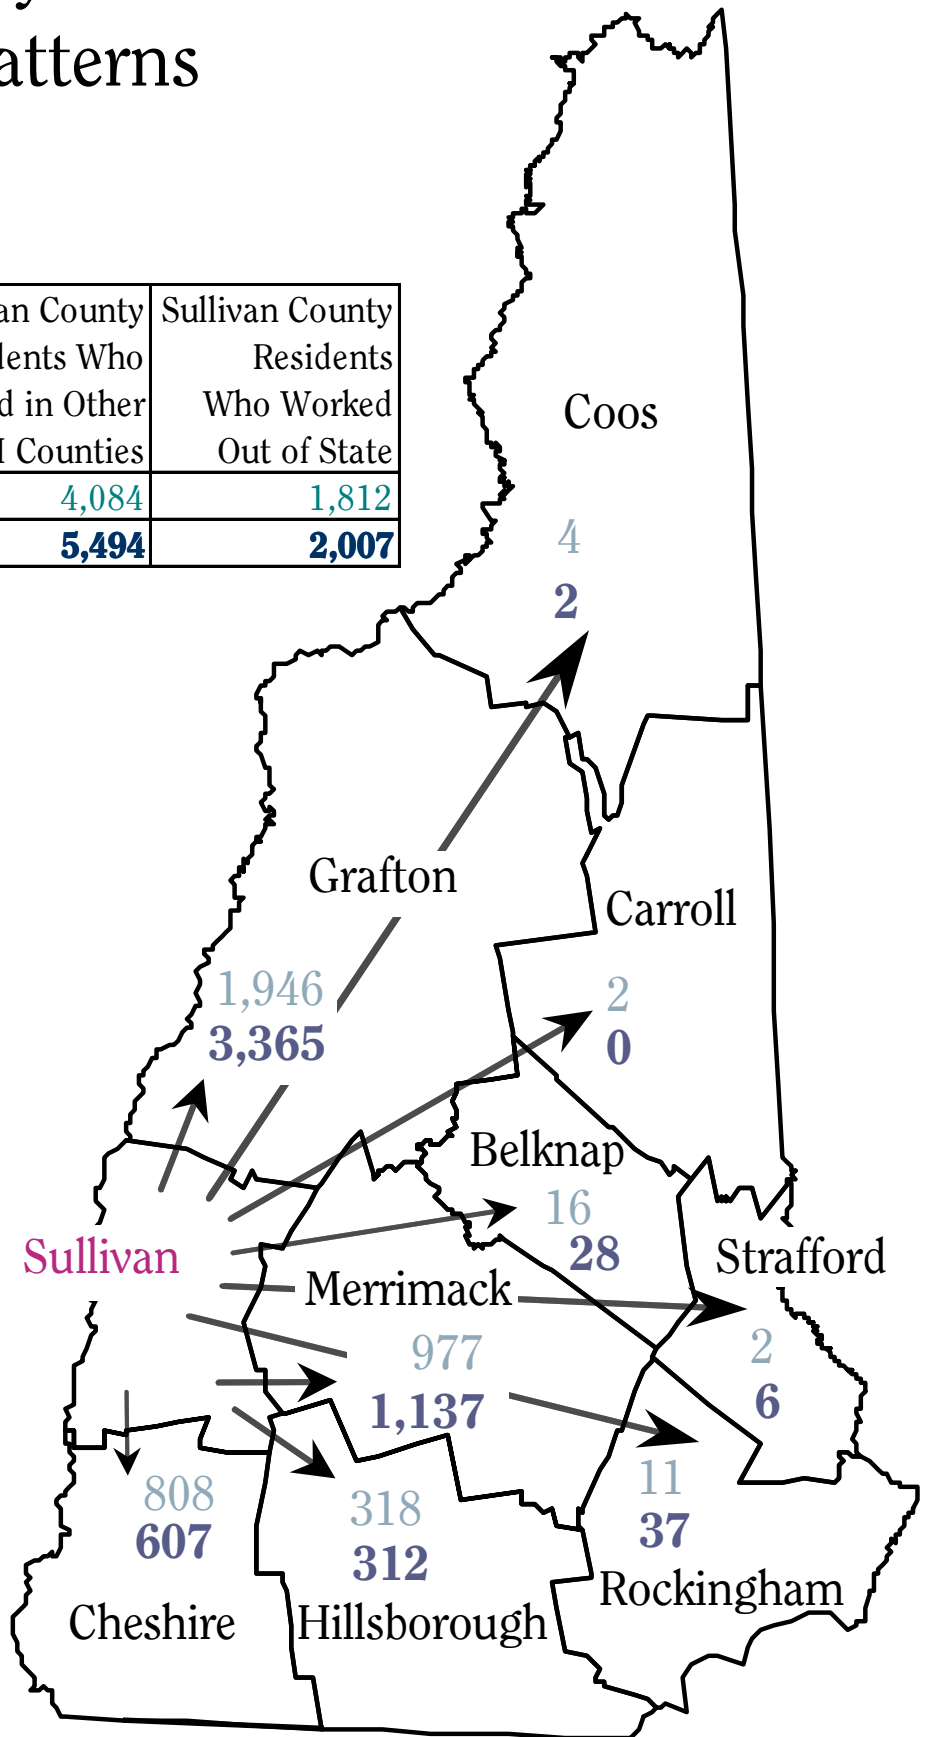 y
atterns
an County Sullivan County
dents Who Residents
d in Other Who Worked
Counties Out of State
4,084 1,812
5,494 2,007
Coos
4
2
Grafton
Carroll
1,946
3,365
2
0
Belknap
16
28
Sullivan
Strafford
Merrimack
2
6
977
1,137
11
37
808
607
318
312
Rockingham
Cheshire
Hillsborough